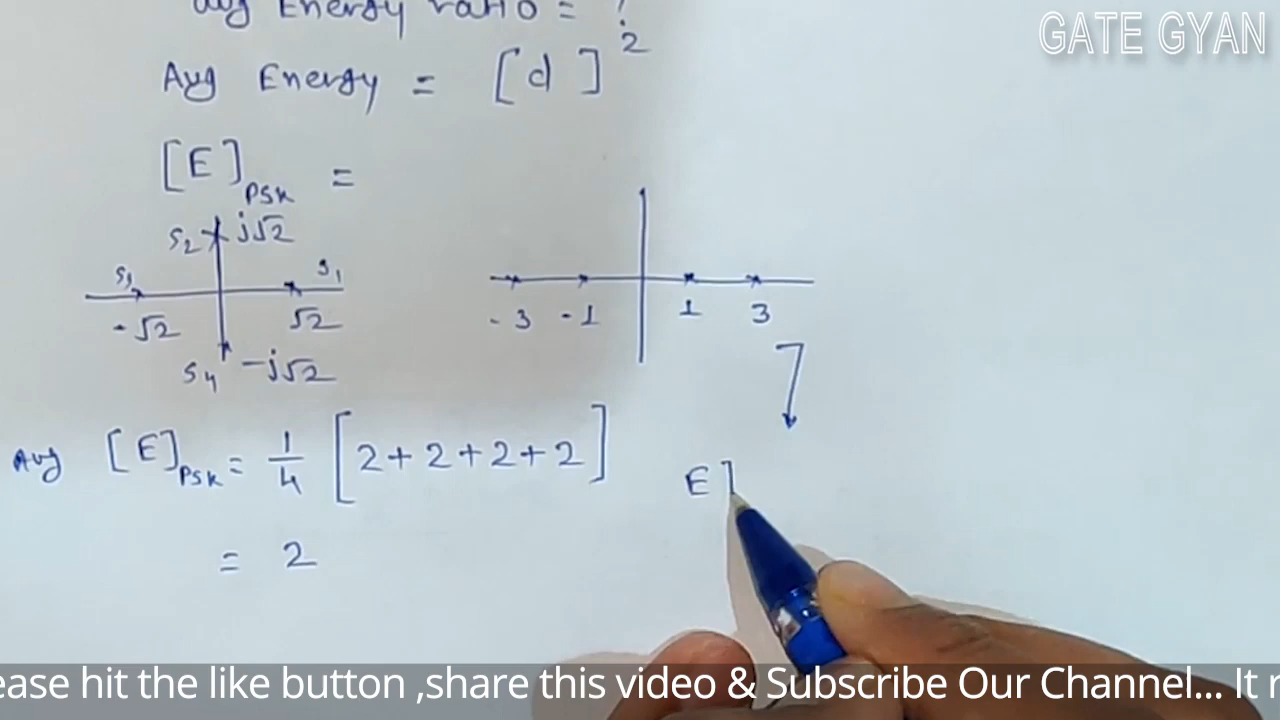 GATE GYAN
Avg Energy ratio = ?
Avg Energy = [d]²
[E]PSK =
S₂ j√2
S₃ S₁
-√2 √2
S₄ -j√2
-3 -1 1 3
Avg [E]PSK = 1/4 [2+2+2+2]
E]
= 2
ease hit the like button ,share this video & Subscribe Our Channel... It r